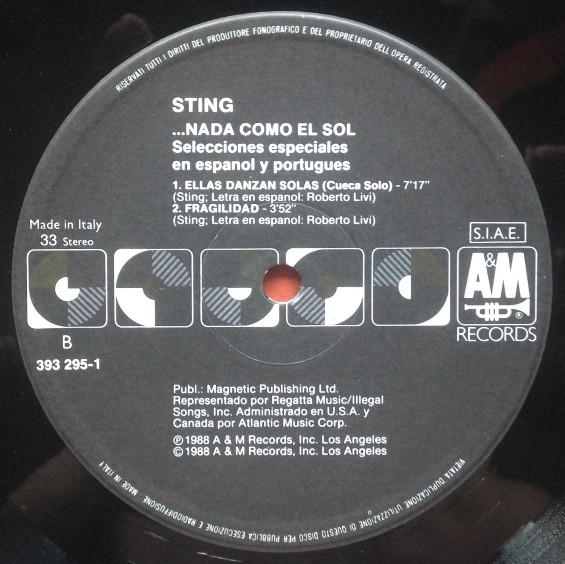 RISERVATI TUTTI I DIRITTI DEL PRODUTTORE FONOGRAFICO E DEL PROPRIETARIO DELL'OPERA REGISTRATA
STING
...NADA COMO EL SOL
Selecciones especiales
en espanol y portugues
1. ELLAS DANZAN SOLAS (Cueca Solo) - 7'17"
(Sting; Letra en espanol: Roberto Livi)
2. FRAGILIDAD - 3'52"
(Sting; Letra en espanol: Roberto Livi)
Made in Italy
33 Stereo
S.I.A.E.
A&M
®
RECORDS
B
393 295-1
Publ.: Magnetic Publishing Ltd.
Representado por Regatta Music/Illegal
Songs, Inc. Administrado en U.S.A. y
Canada por Atlantic Music Corp.
℗ 1988 A & M Records, Inc. Los Angeles
© 1988 A & M Records, Inc. Los Angeles
VIETATA DUPLICAZIONE UTILIZZAZIONE DI QUESTO DISCO PER PUBBLICA ESECUZIONE E RADIODIFFUSIONE. MADE IN ITALY